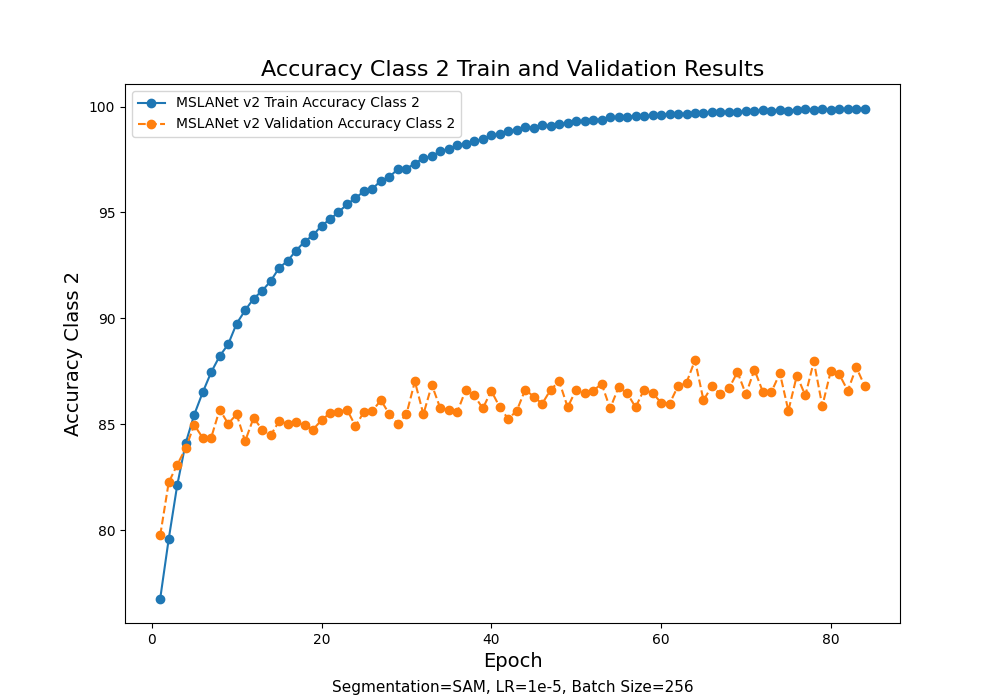 Accuracy Class 2 Train and Validation Results
MSLANet v2 Train Accuracy Class 2
MSLANet v2 Validation Accuracy Class 2
Accuracy Class 2
100
95
90
85
80
0 20 40 60 80
Epoch
Segmentation=SAM, LR=1e-5, Batch Size=256